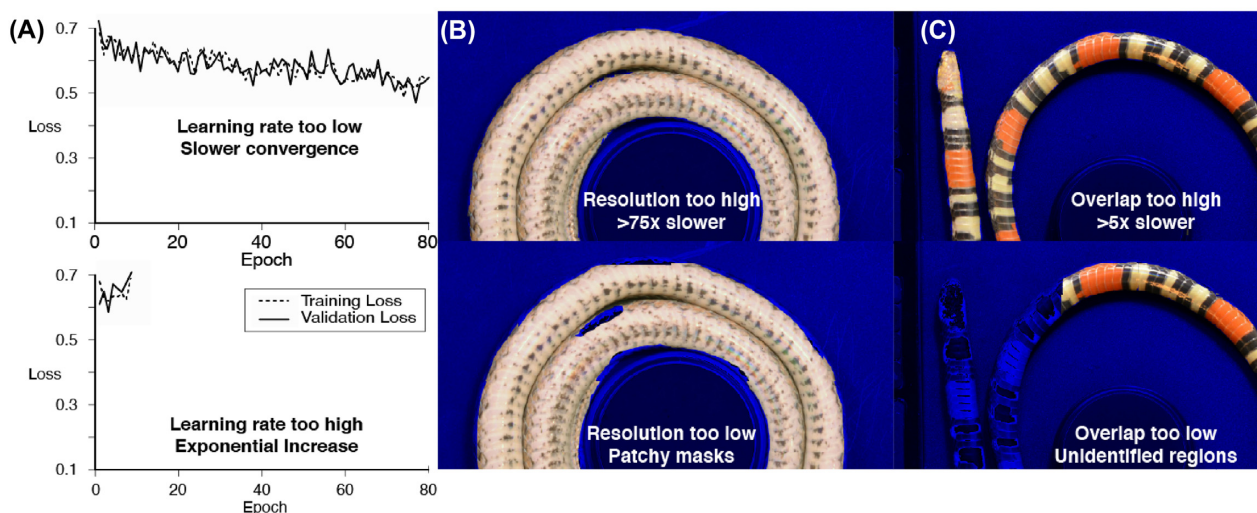 (A)
0.7
0.5
Loss
0.3
0.1
Learning rate too low
Slower convergence
0 20 40 60 80
Epoch
0.7
0.5
Loss
0.3
0.1
Training Loss
Validation Loss
Learning rate too high
Exponential Increase
0 20 40 60 80
Epoch
(B)
Resolution too high
>75x slower
Resolution too low
Patchy masks
(C)
Overlap too high
>5x slower
Overlap too low
Unidentified regions